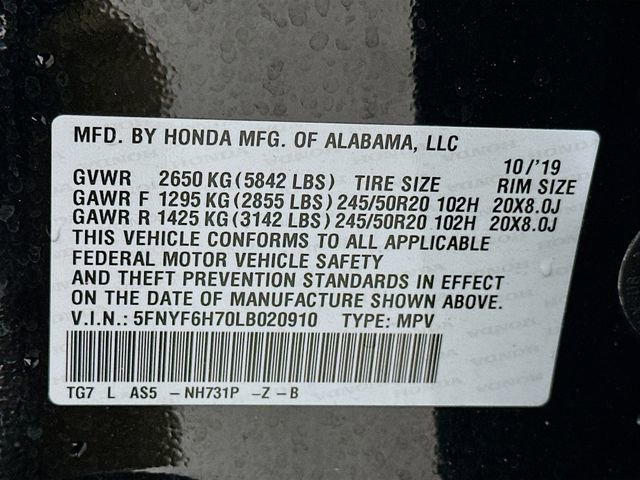 MFD. BY HONDA MFG. OF ALABAMA, LLC
10/'19
GVWR 2650 KG (5842 LBS) TIRE SIZE RIM SIZE
GAWR F 1295 KG (2855 LBS) 245/50R20 102H 20X8.0J
GAWR R 1425 KG (3142 LBS) 245/50R20 102H 20X8.0J
THIS VEHICLE CONFORMS TO ALL APPLICABLE
FEDERAL MOTOR VEHICLE SAFETY
AND THEFT PREVENTION STANDARDS IN EFFECT
ON THE DATE OF MANUFACTURE SHOWN ABOVE.
V.I.N.: 5FNYF6H70LB020910 TYPE: MPV
TG7 L AS5 -NH731P -Z-B